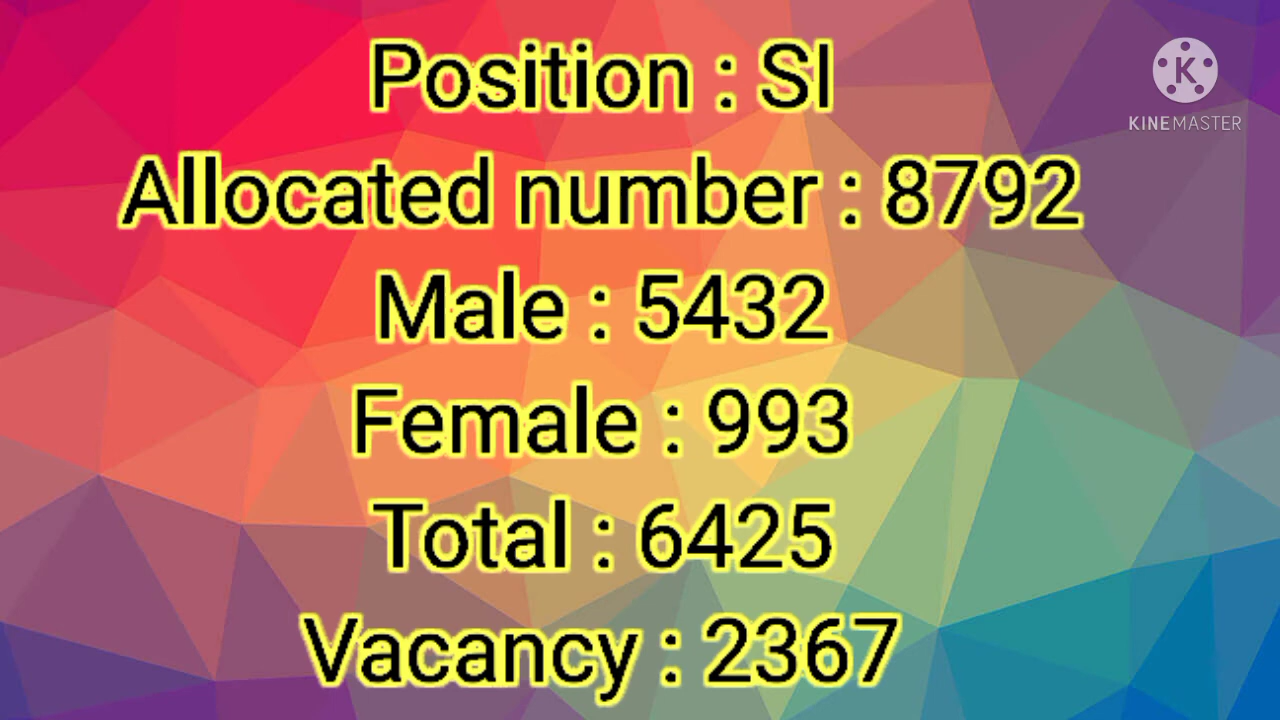 Position : SI
KINEMASTER
Allocated number : 8792
Male : 5432
Female : 993
Total : 6425
Vacancy : 2367